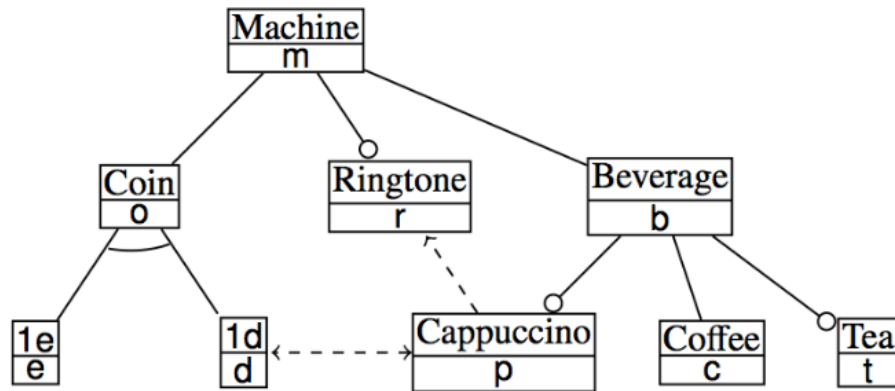 Machine
m
Coin
o
Ringtone
r
Beverage
b
1e
e
1d
d
Cappuccino
p
Coffee
c
Tea
t